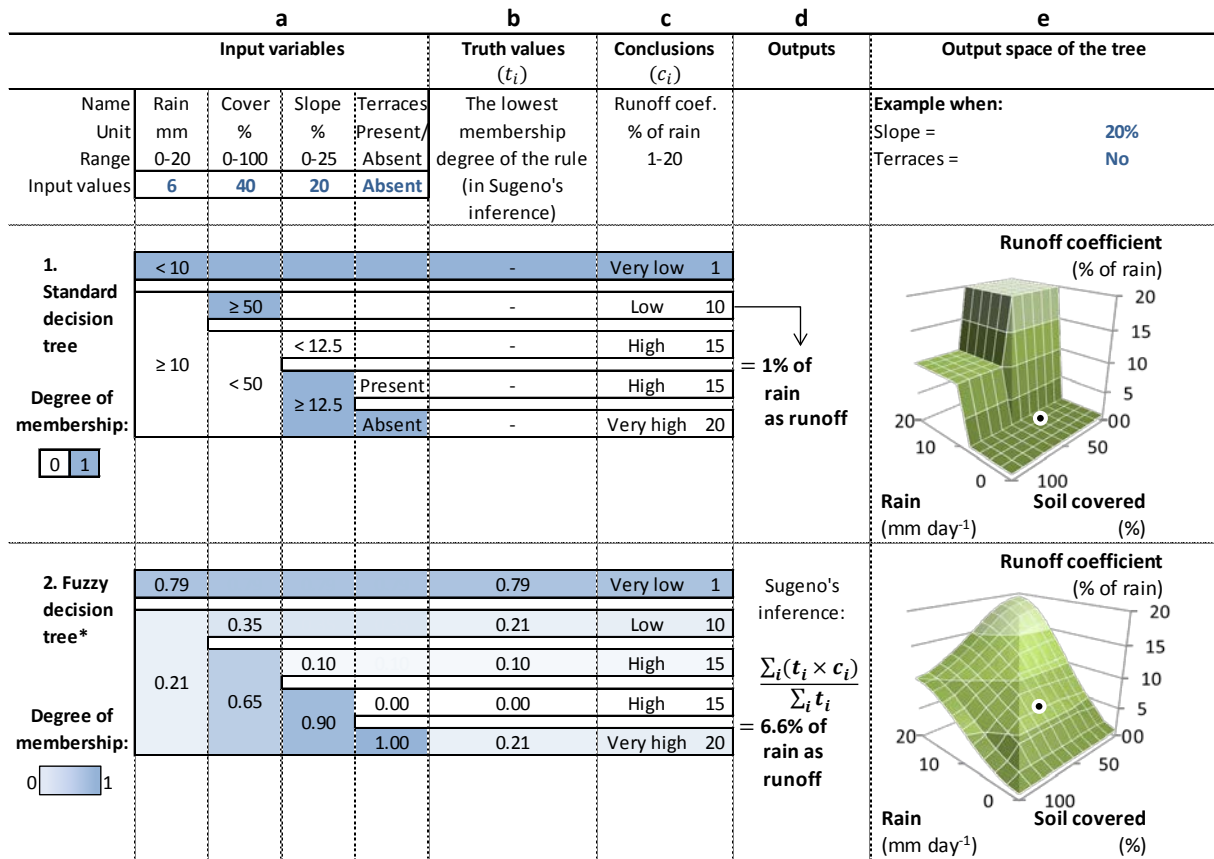 a b c d e
Input variables Truth values Conclusions Outputs Output space of the tree
(t_i) (c_i)
Name Rain Cover Slope Terraces The lowest Runoff coef. Example when:
Unit mm % % Present/ membership % of rain Slope = 20%
Range 0-20 0-100 0-25 Absent degree of the rule 1-20 Terraces = No
Input values 6 40 20 Absent (in Sugeno's
inference)
1.
Standard
decision
tree
Degree of
membership:
0 1
< 10 - Very low 1
≥ 10
≥ 50 - Low 10
< 50
< 12.5 - High 15
≥ 12.5
Present - High 15
Absent - Very high 20
= 1% of
rain
as runoff
Runoff coefficient
(% of rain)
20
15
10
5
00
50
100
20
10
0
Rain Soil covered
(mm day⁻¹) (%)
2. Fuzzy
decision
tree*
Degree of
membership:
0 1
0.79 0.79 Very low 1
0.21
0.35 0.21 Low 10
0.65
0.10 0.10 High 15
0.90
0.00 0.00 High 15
1.00 0.21 Very high 20
Sugeno's
inference:
∑_i(t_i × c_i)
∑_i t_i
= 6.6% of
rain as
runoff
Runoff coefficient
(% of rain)
20
15
10
5
00
50
100
20
10
0
Rain Soil covered
(mm day⁻¹) (%)